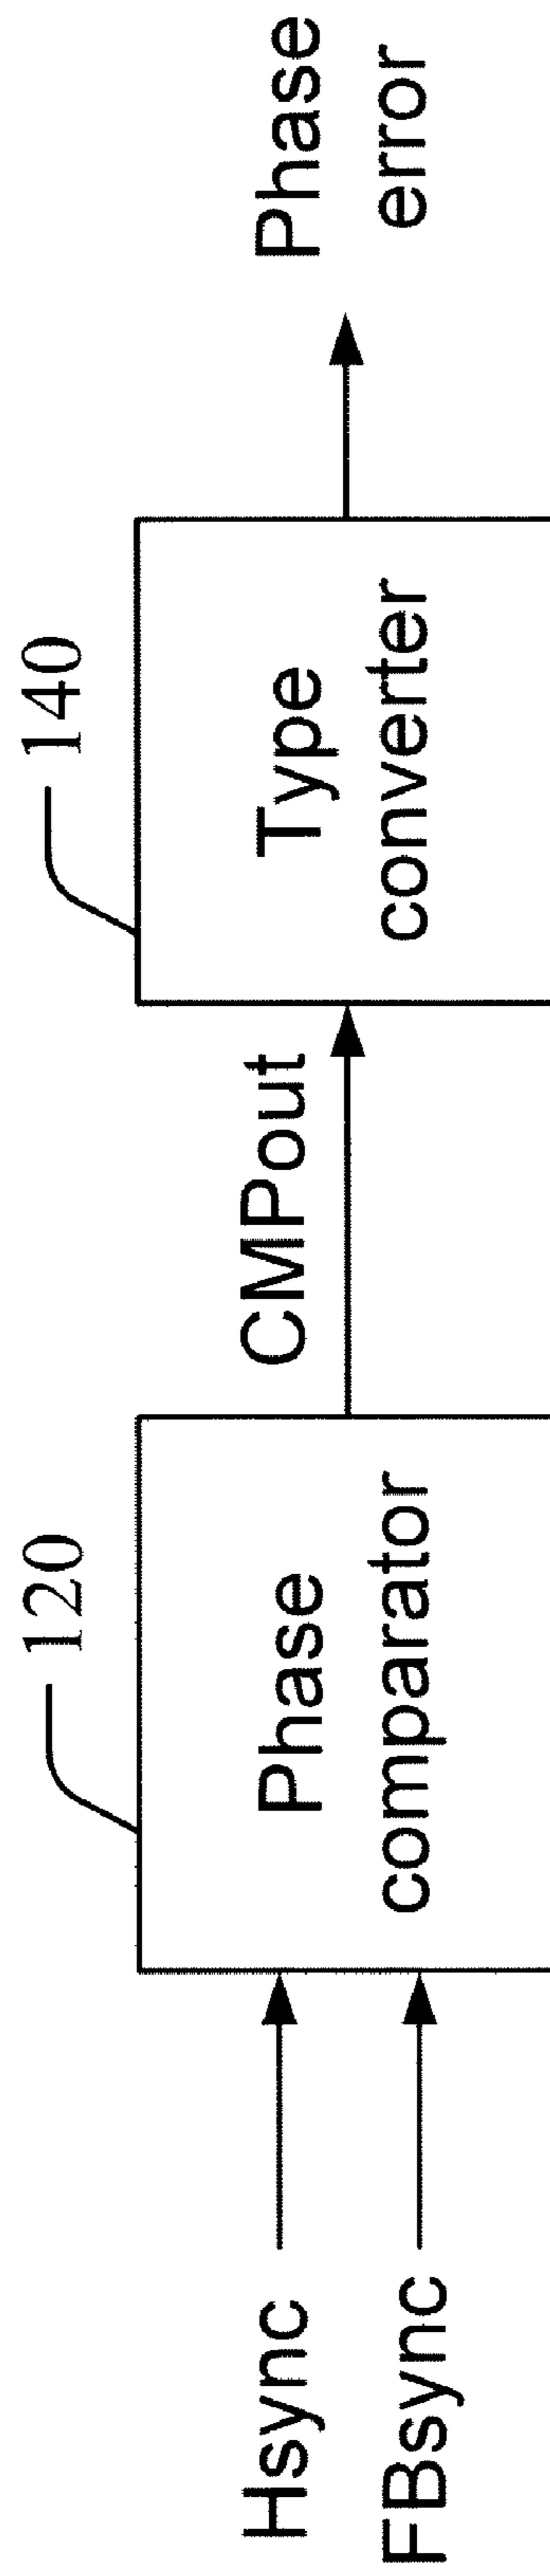 Hsync
FBsync
120
Phase
comparator
CMPout
140
Type
converter
Phase
error